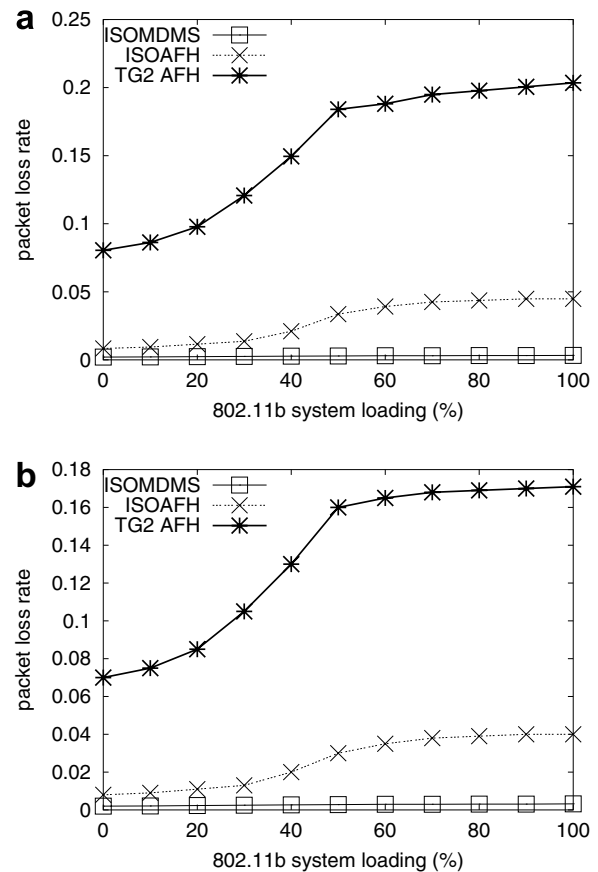 a
0.25
0.2
0.15
0.1
0.05
0
packet loss rate
ISOMDMS
ISOAFH
TG2 AFH
0 20 40 60 80 100
802.11b system loading (%)
b
0.18
0.16
0.14
0.12
0.1
0.08
0.06
0.04
0.02
0
packet loss rate
ISOMDMS
ISOAFH
TG2 AFH
0 20 40 60 80 100
802.11b system loading (%)